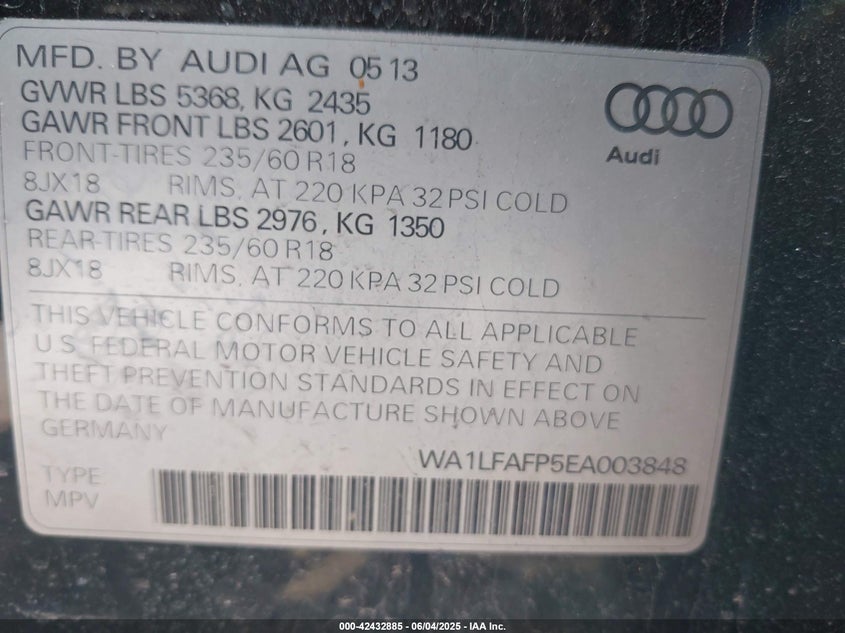 MFD. BY AUDI AG 05 13
GVWR LBS 5368, KG 2435
GAWR FRONT LBS 2601, KG 1180
FRONT-TIRES 235/60 R18
8JX18 RIMS, AT 220 KPA 32 PSI COLD
GAWR REAR LBS 2976, KG 1350
REAR-TIRES 235/60 R18
8JX18 RIMS, AT 220 KPA 32 PSI COLD
Audi
THIS VEHICLE CONFORMS TO ALL APPLICABLE
U.S. FEDERAL MOTOR VEHICLE SAFETY AND
THEFT PREVENTION STANDARDS IN EFFECT ON
THE DATE OF MANUFACTURE SHOWN ABOVE
GERMANY
WA1LFAFP5EA003848
TYPE
MPV
000-42432885 - 06/04/2025 - IAA Inc.